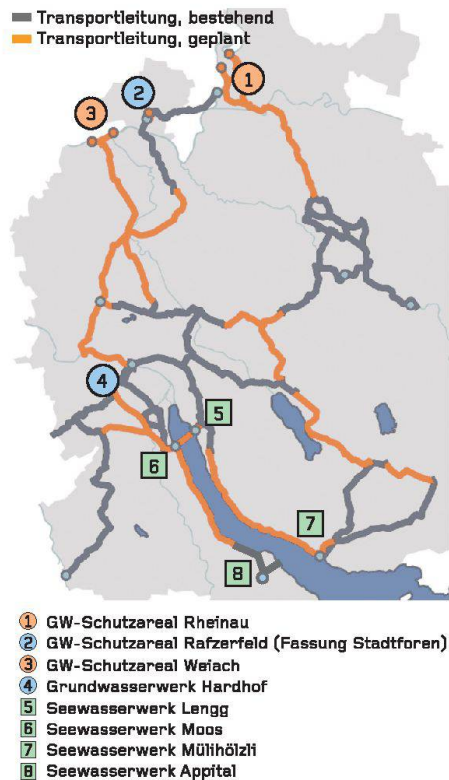 Transportleitung, bestehend
Transportleitung, geplant
1
2
3
4
5
6
7
8
1 GW-Schutzareal Rheinau
2 GW-Schutzareal Rafzerfeld (Fassung Stadtforen)
3 GW-Schutzareal Weiach
4 Grundwasserwerk Hardhof
5 Seewasserwerk Lengg
6 Seewasserwerk Moos
7 Seewasserwerk Mülihölzli
8 Seewasserwerk Appital